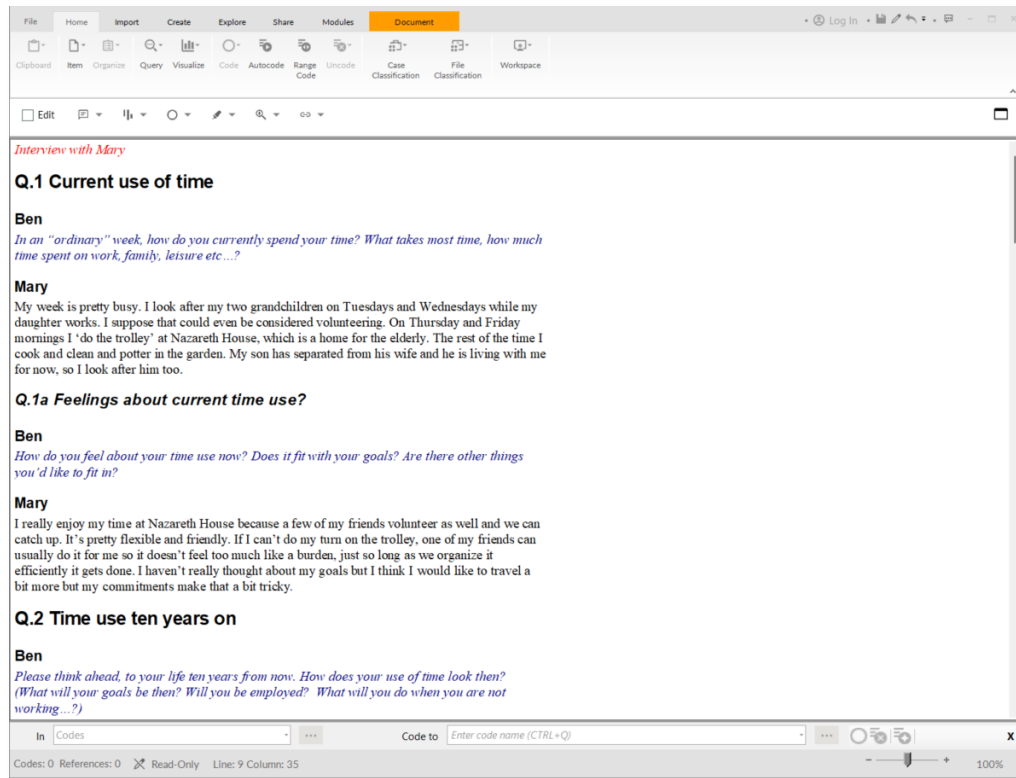 File Home Import Create Explore Share Modules Document Log In
Clipboard Item Organize Query Visualize Code Autocode Range Code Uncode Case Classification File Classification Workspace
Edit
Interview with Mary
Q.1 Current use of time
Ben
In an “ordinary” week, how do you currently spend your time? What takes most time, how much
time spent on work, family, leisure etc…?
Mary
My week is pretty busy. I look after my two grandchildren on Tuesdays and Wednesdays while my
daughter works. I suppose that could even be considered volunteering. On Thursday and Friday
mornings I ‘do the trolley’ at Nazareth House, which is a home for the elderly. The rest of the time I
cook and clean and potter in the garden. My son has separated from his wife and he is living with me
for now, so I look after him too.
Q.1a Feelings about current time use?
Ben
How do you feel about your time use now? Does it fit with your goals? Are there other things
you’d like to fit in?
Mary
I really enjoy my time at Nazareth House because a few of my friends volunteer as well and we can
catch up. It’s pretty flexible and friendly. If I can’t do my turn on the trolley, one of my friends can
usually do it for me so it doesn’t feel too much like a burden, just so long as we organize it
efficiently it gets done. I haven’t really thought about my goals but I think I would like to travel a
bit more but my commitments make that a bit tricky.
Q.2 Time use ten years on
Ben
Please think ahead, to your life ten years from now. How does your use of time look then?
(What will your goals be then? Will you be employed? What will you do when you are not
working…?)
In Codes Code to Enter code name (CTRL+Q) X
Codes: 0 References: 0 Read-Only Line: 9 Column: 35 100%